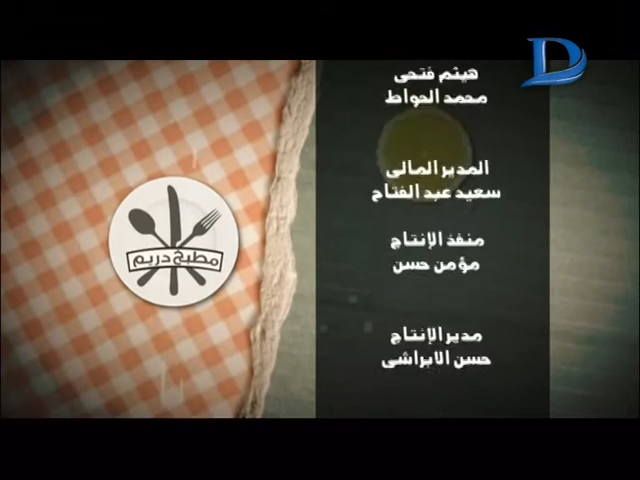 هيثم فتحى
محمد الحواط
المدير المالى
سعيد عبد الفتاح
منفذ الإنتاج
مؤمن حسن
مدير الإنتاج
حسن الابراشى
مطبخ دريم
D